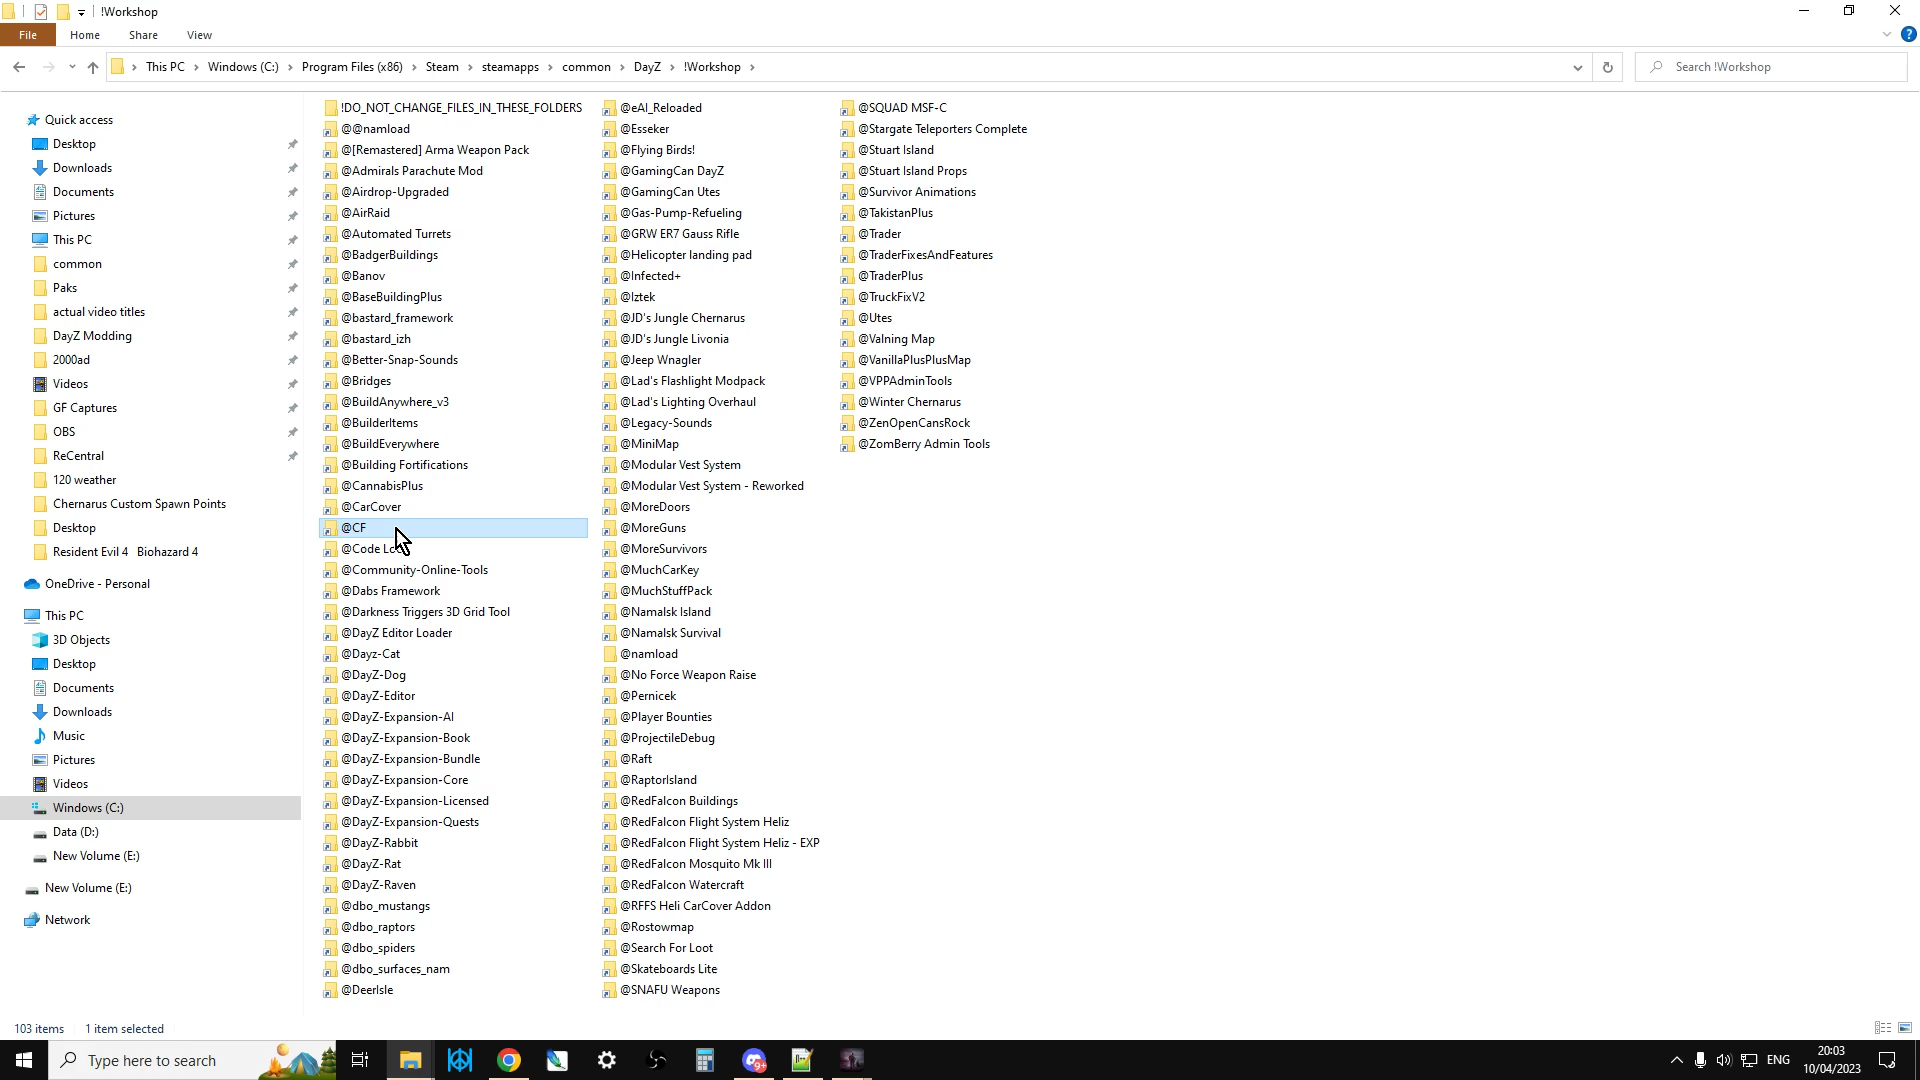 !Workshop
File Home Share View
This PC Windows (C:) Program Files (x86) Steam steamapps common DayZ !Workshop
Search !Workshop
Quick access
Desktop
Downloads
Documents
Pictures
This PC
common
Paks
actual video titles
DayZ Modding
2000ad
Videos
GF Captures
OBS
ReCentral
120 weather
Chernarus Custom Spawn Points
Desktop
Resident Evil 4 Biohazard 4
OneDrive - Personal
This PC
3D Objects
Desktop
Documents
Downloads
Music
Pictures
Videos
Windows (C:)
Data (D:)
New Volume (E:)
New Volume (E:)
Network
!DO_NOT_CHANGE_FILES_IN_THESE_FOLDERS
@@namload
@[Remastered] Arma Weapon Pack
@Admirals Parachute Mod
@Airdrop-Upgraded
@AirRaid
@Automated Turrets
@BadgerBuildings
@Banov
@BaseBuildingPlus
@bastard_framework
@bastard_izh
@Better-Snap-Sounds
@Bridges
@BuildAnywhere_v3
@BuilderItems
@BuildEverywhere
@Building Fortifications
@CannabisPlus
@CarCover
@CF
@Code
@Community-Online-Tools
@Dabs Framework
@Darkness Triggers 3D Grid Tool
@DayZ Editor Loader
@Dayz-Cat
@DayZ-Dog
@DayZ-Editor
@DayZ-Expansion-AI
@DayZ-Expansion-Book
@DayZ-Expansion-Bundle
@DayZ-Expansion-Core
@DayZ-Expansion-Licensed
@DayZ-Expansion-Quests
@DayZ-Rabbit
@DayZ-Rat
@DayZ-Raven
@dbo_mustangs
@dbo_raptors
@dbo_spiders
@dbo_surfaces_nam
@DeerIsle
@eAI_Reloaded
@Esseker
@Flying Birds!
@GamingCan DayZ
@GamingCan Utes
@Gas-Pump-Refueling
@GRW ER7 Gauss Rifle
@Helicopter landing pad
@Infected+
@Iztek
@JD's Jungle Chernarus
@JD's Jungle Livonia
@Jeep Wnagler
@Lad's Flashlight Modpack
@Lad's Lighting Overhaul
@Legacy-Sounds
@MiniMap
@Modular Vest System
@Modular Vest System - Reworked
@MoreDoors
@MoreGuns
@MoreSurvivors
@MuchCarKey
@MuchStuffPack
@Namalsk Island
@Namalsk Survival
@namload
@No Force Weapon Raise
@Pernicek
@Player Bounties
@ProjectileDebug
@Raft
@RaptorIsland
@RedFalcon Buildings
@RedFalcon Flight System Heliz
@RedFalcon Flight System Heliz - EXP
@RedFalcon Mosquito Mk III
@RedFalcon Watercraft
@RFFS Heli CarCover Addon
@Rostowmap
@Search For Loot
@Skateboards Lite
@SNAFU Weapons
@SQUAD MSF-C
@Stargate Teleporters Complete
@Stuart Island
@Stuart Island Props
@Survivor Animations
@TakistanPlus
@Trader
@TraderFixesAndFeatures
@TraderPlus
@TruckFixV2
@Utes
@Valning Map
@VanillaPlusPlusMap
@VPPAdminTools
@Winter Chernarus
@ZenOpenCansRock
@ZomBerry Admin Tools
103 items 1 item selected
Type here to search
9+
ENG
20:03
10/04/2023